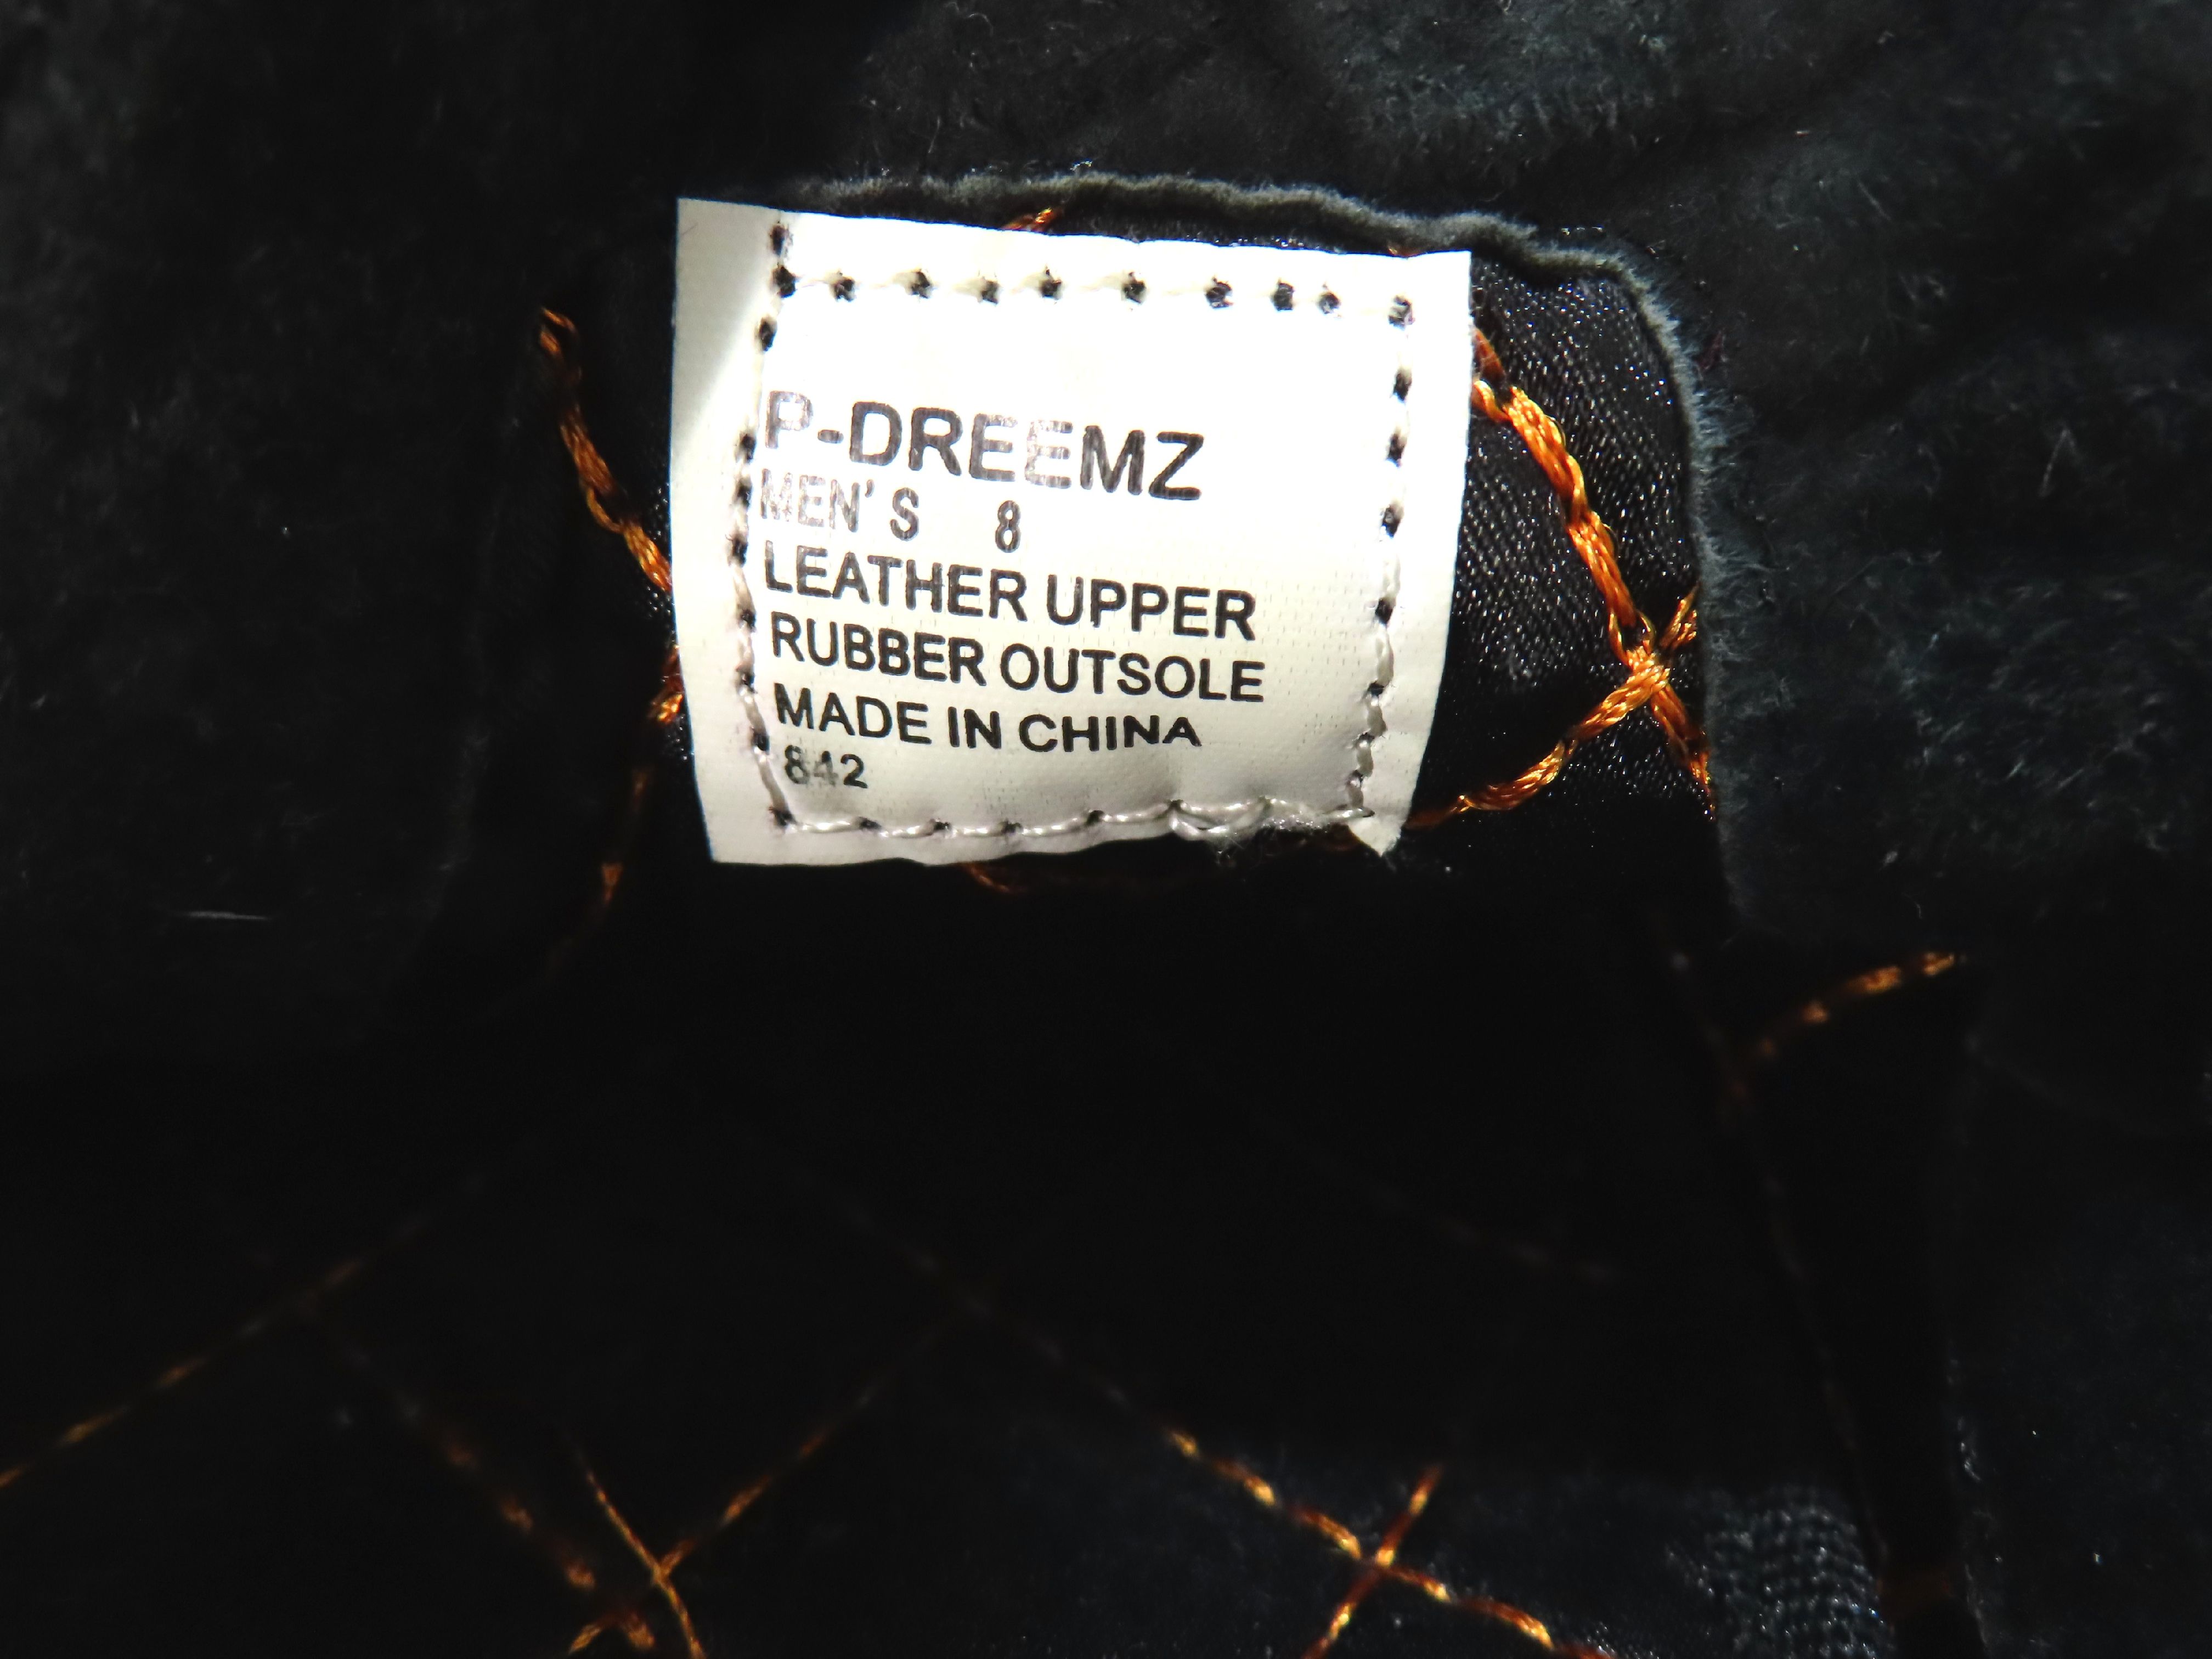 P-DREEMZ
MEN'S 8
LEATHER UPPER
RUBBER OUTSOLE
MADE IN CHINA
842